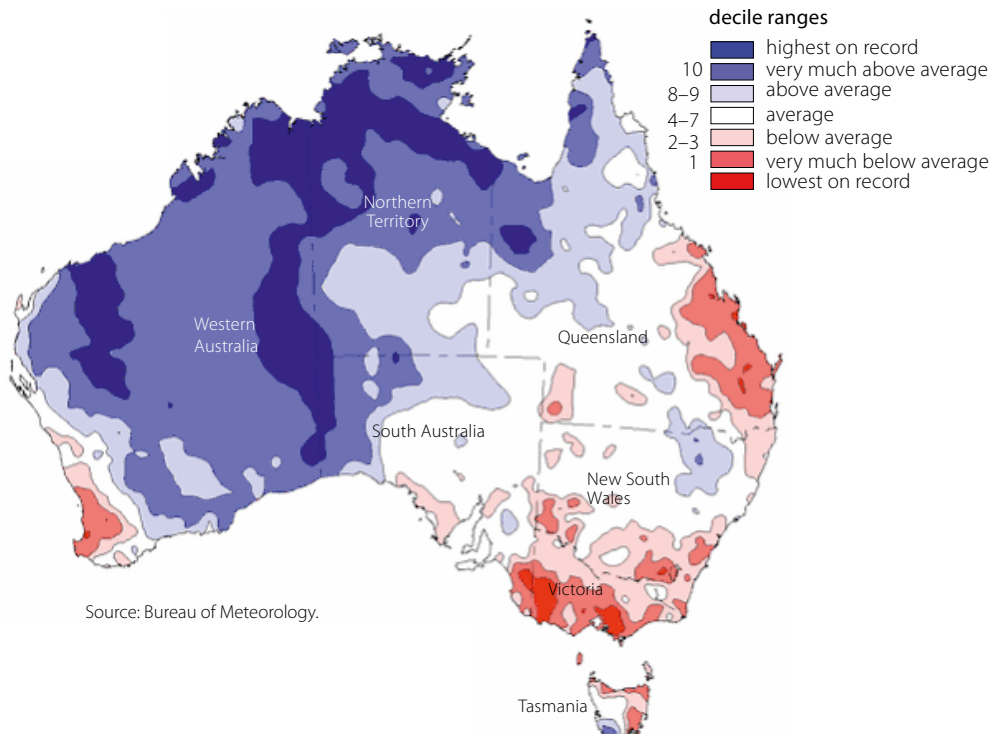 decile ranges
highest on record
10 very much above average
8–9 above average
4–7 average
2–3 below average
1 very much below average
lowest on record
Northern
Territory
Western
Australia
Queensland
South Australia
New South
Wales
Victoria
Source: Bureau of Meteorology.
Tasmania